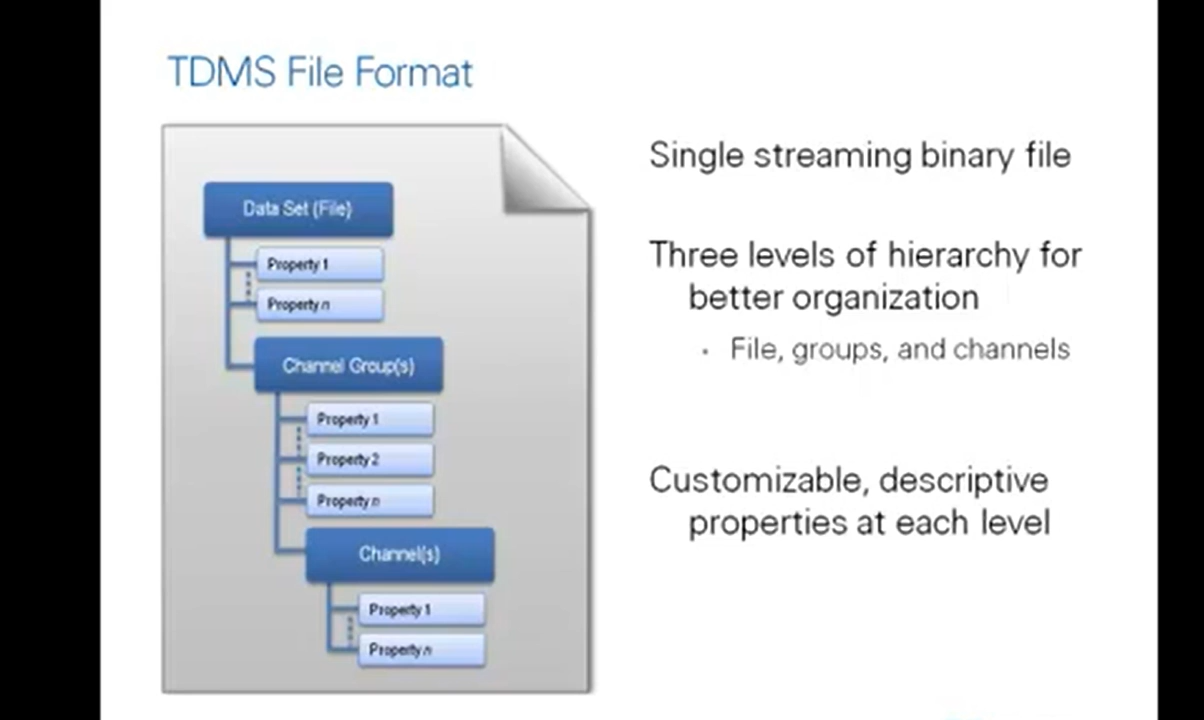 TDMS File Format
Data Set (File)
Property 1
Property n
Channel Group(s)
Property 1
Property 2
Property n
Channel(s)
Property 1
Property n
Single streaming binary file
Three levels of hierarchy for
better organization
· File, groups, and channels
Customizable, descriptive
properties at each level